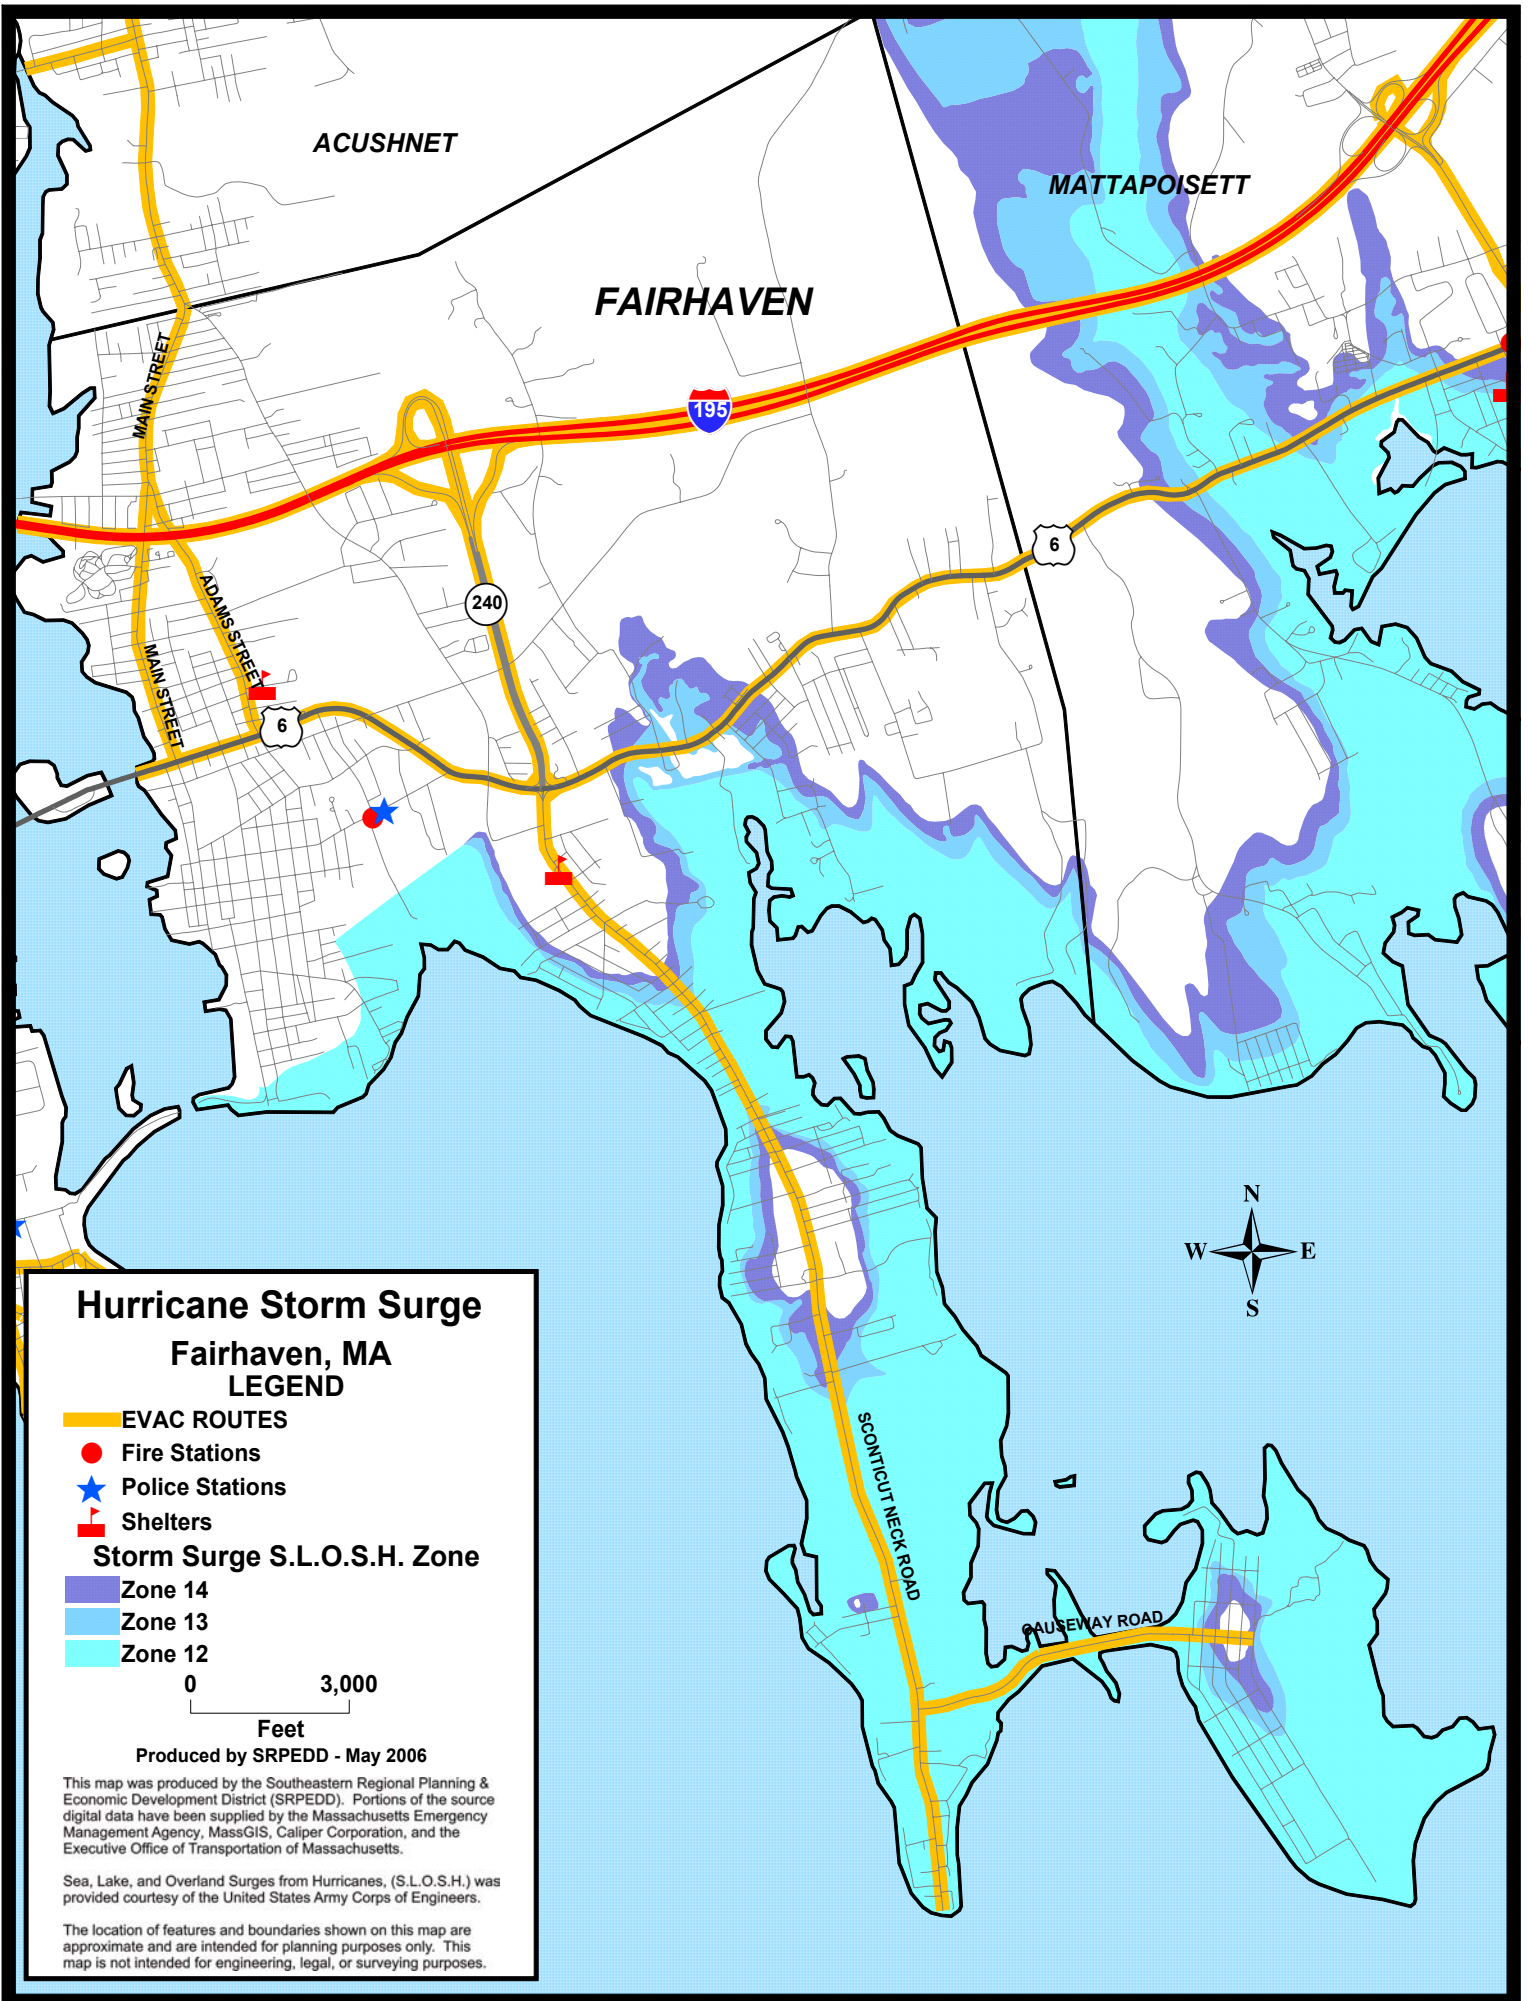 ACUSHNET
MATTAPOISETT
FAIRHAVEN
MAIN STREET
195
6
240
ADAMS STREET
MAIN STREET
6
N
W E
S
SCONTICUT NECK ROAD
CAUSEWAY ROAD
Hurricane Storm Surge
Fairhaven, MA
LEGEND
EVAC ROUTES
Fire Stations
Police Stations
Shelters
Storm Surge S.L.O.S.H. Zone
Zone 14
Zone 13
Zone 12
0 3,000
Feet
Produced by SRPEDD - May 2006
This map was produced by the Southeastern Regional Planning &
Economic Development District (SRPEDD). Portions of the source
digital data have been supplied by the Massachusetts Emergency
Management Agency, MassGIS, Caliper Corporation, and the
Executive Office of Transportation of Massachusetts.
Sea, Lake, and Overland Surges from Hurricanes, (S.L.O.S.H.) was
provided courtesy of the United States Army Corps of Engineers.
The location of features and boundaries shown on this map are
approximate and are intended for planning purposes only. This
map is not intended for engineering, legal, or surveying purposes.